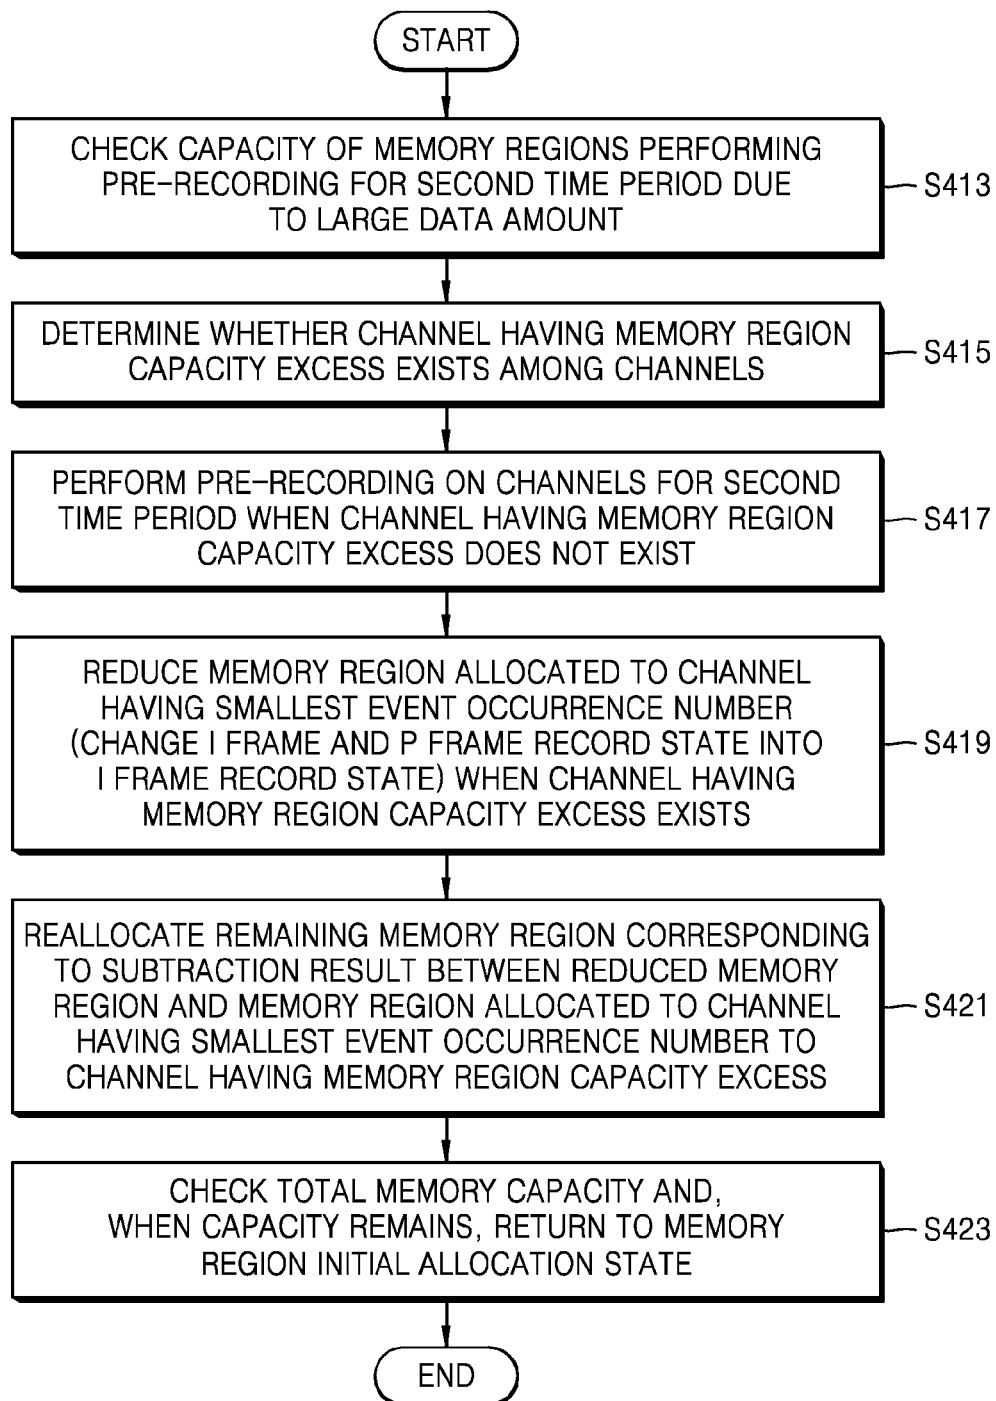 START
CHECK CAPACITY OF MEMORY REGIONS PERFORMING
PRE-RECORDING FOR SECOND TIME PERIOD DUE
TO LARGE DATA AMOUNT
S413
DETERMINE WHETHER CHANNEL HAVING MEMORY REGION
CAPACITY EXCESS EXISTS AMONG CHANNELS
S415
PERFORM PRE-RECORDING ON CHANNELS FOR SECOND
TIME PERIOD WHEN CHANNEL HAVING MEMORY REGION
CAPACITY EXCESS DOES NOT EXIST
S417
REDUCE MEMORY REGION ALLOCATED TO CHANNEL
HAVING SMALLEST EVENT OCCURRENCE NUMBER
(CHANGE I FRAME AND P FRAME RECORD STATE INTO
I FRAME RECORD STATE) WHEN CHANNEL HAVING
MEMORY REGION CAPACITY EXCESS EXISTS
S419
REALLOCATE REMAINING MEMORY REGION CORRESPONDING
TO SUBTRACTION RESULT BETWEEN REDUCED MEMORY
REGION AND MEMORY REGION ALLOCATED TO CHANNEL
HAVING SMALLEST EVENT OCCURRENCE NUMBER TO
CHANNEL HAVING MEMORY REGION CAPACITY EXCESS
S421
CHECK TOTAL MEMORY CAPACITY AND,
WHEN CAPACITY REMAINS, RETURN TO MEMORY
REGION INITIAL ALLOCATION STATE
S423
END